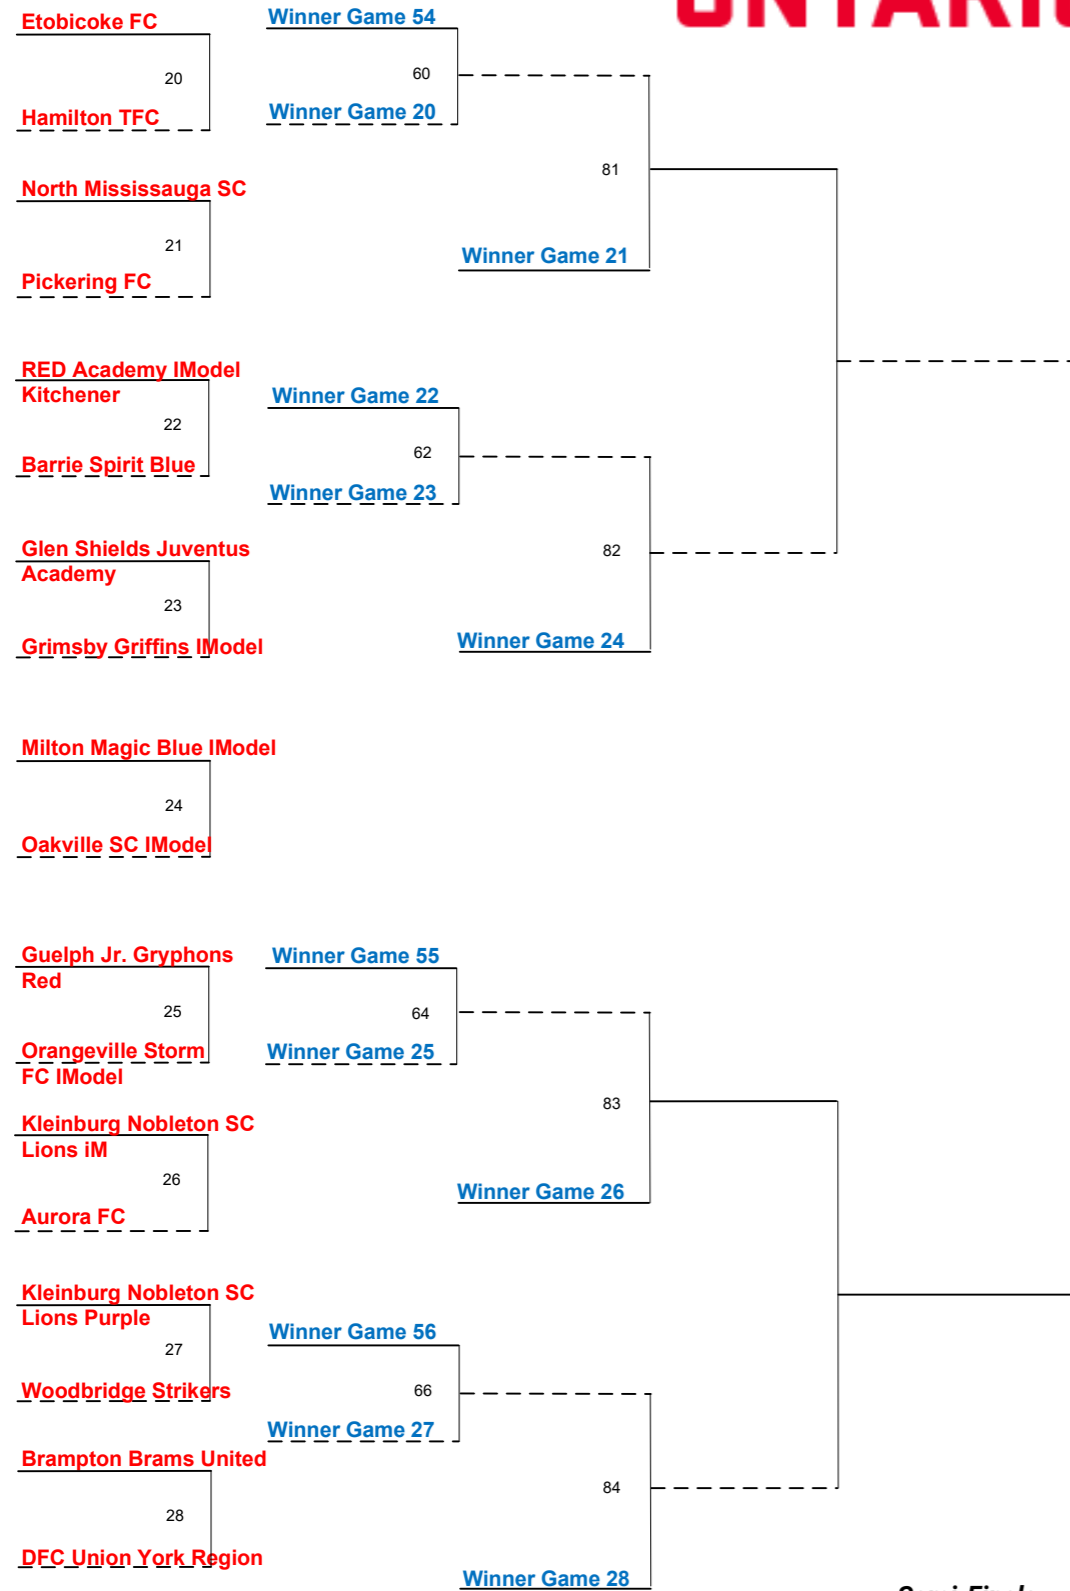 ONTARIO
Etobicoke FC
Winner Game 54
20
60
Hamilton TFC
Winner Game 20
North Mississauga SC
81
21
Winner Game 21
Pickering FC
RED Academy IModel
Kitchener
Winner Game 22
22
62
Barrie Spirit Blue
Winner Game 23
Glen Shields Juventus
Academy
82
23
Grimsby Griffins IModel
Winner Game 24
Milton Magic Blue IModel
24
Oakville SC IModel
Guelph Jr. Gryphons
Red
Winner Game 55
25
64
Orangeville Storm
FC IModel
Winner Game 25
83
Kleinburg Nobleton SC
Lions iM
26
Winner Game 26
Aurora FC
Kleinburg Nobleton SC
Lions Purple
Winner Game 56
27
66
Woodbridge Strikers
Winner Game 27
Brampton Brams United
84
28
DFC Union York Region
Winner Game 28